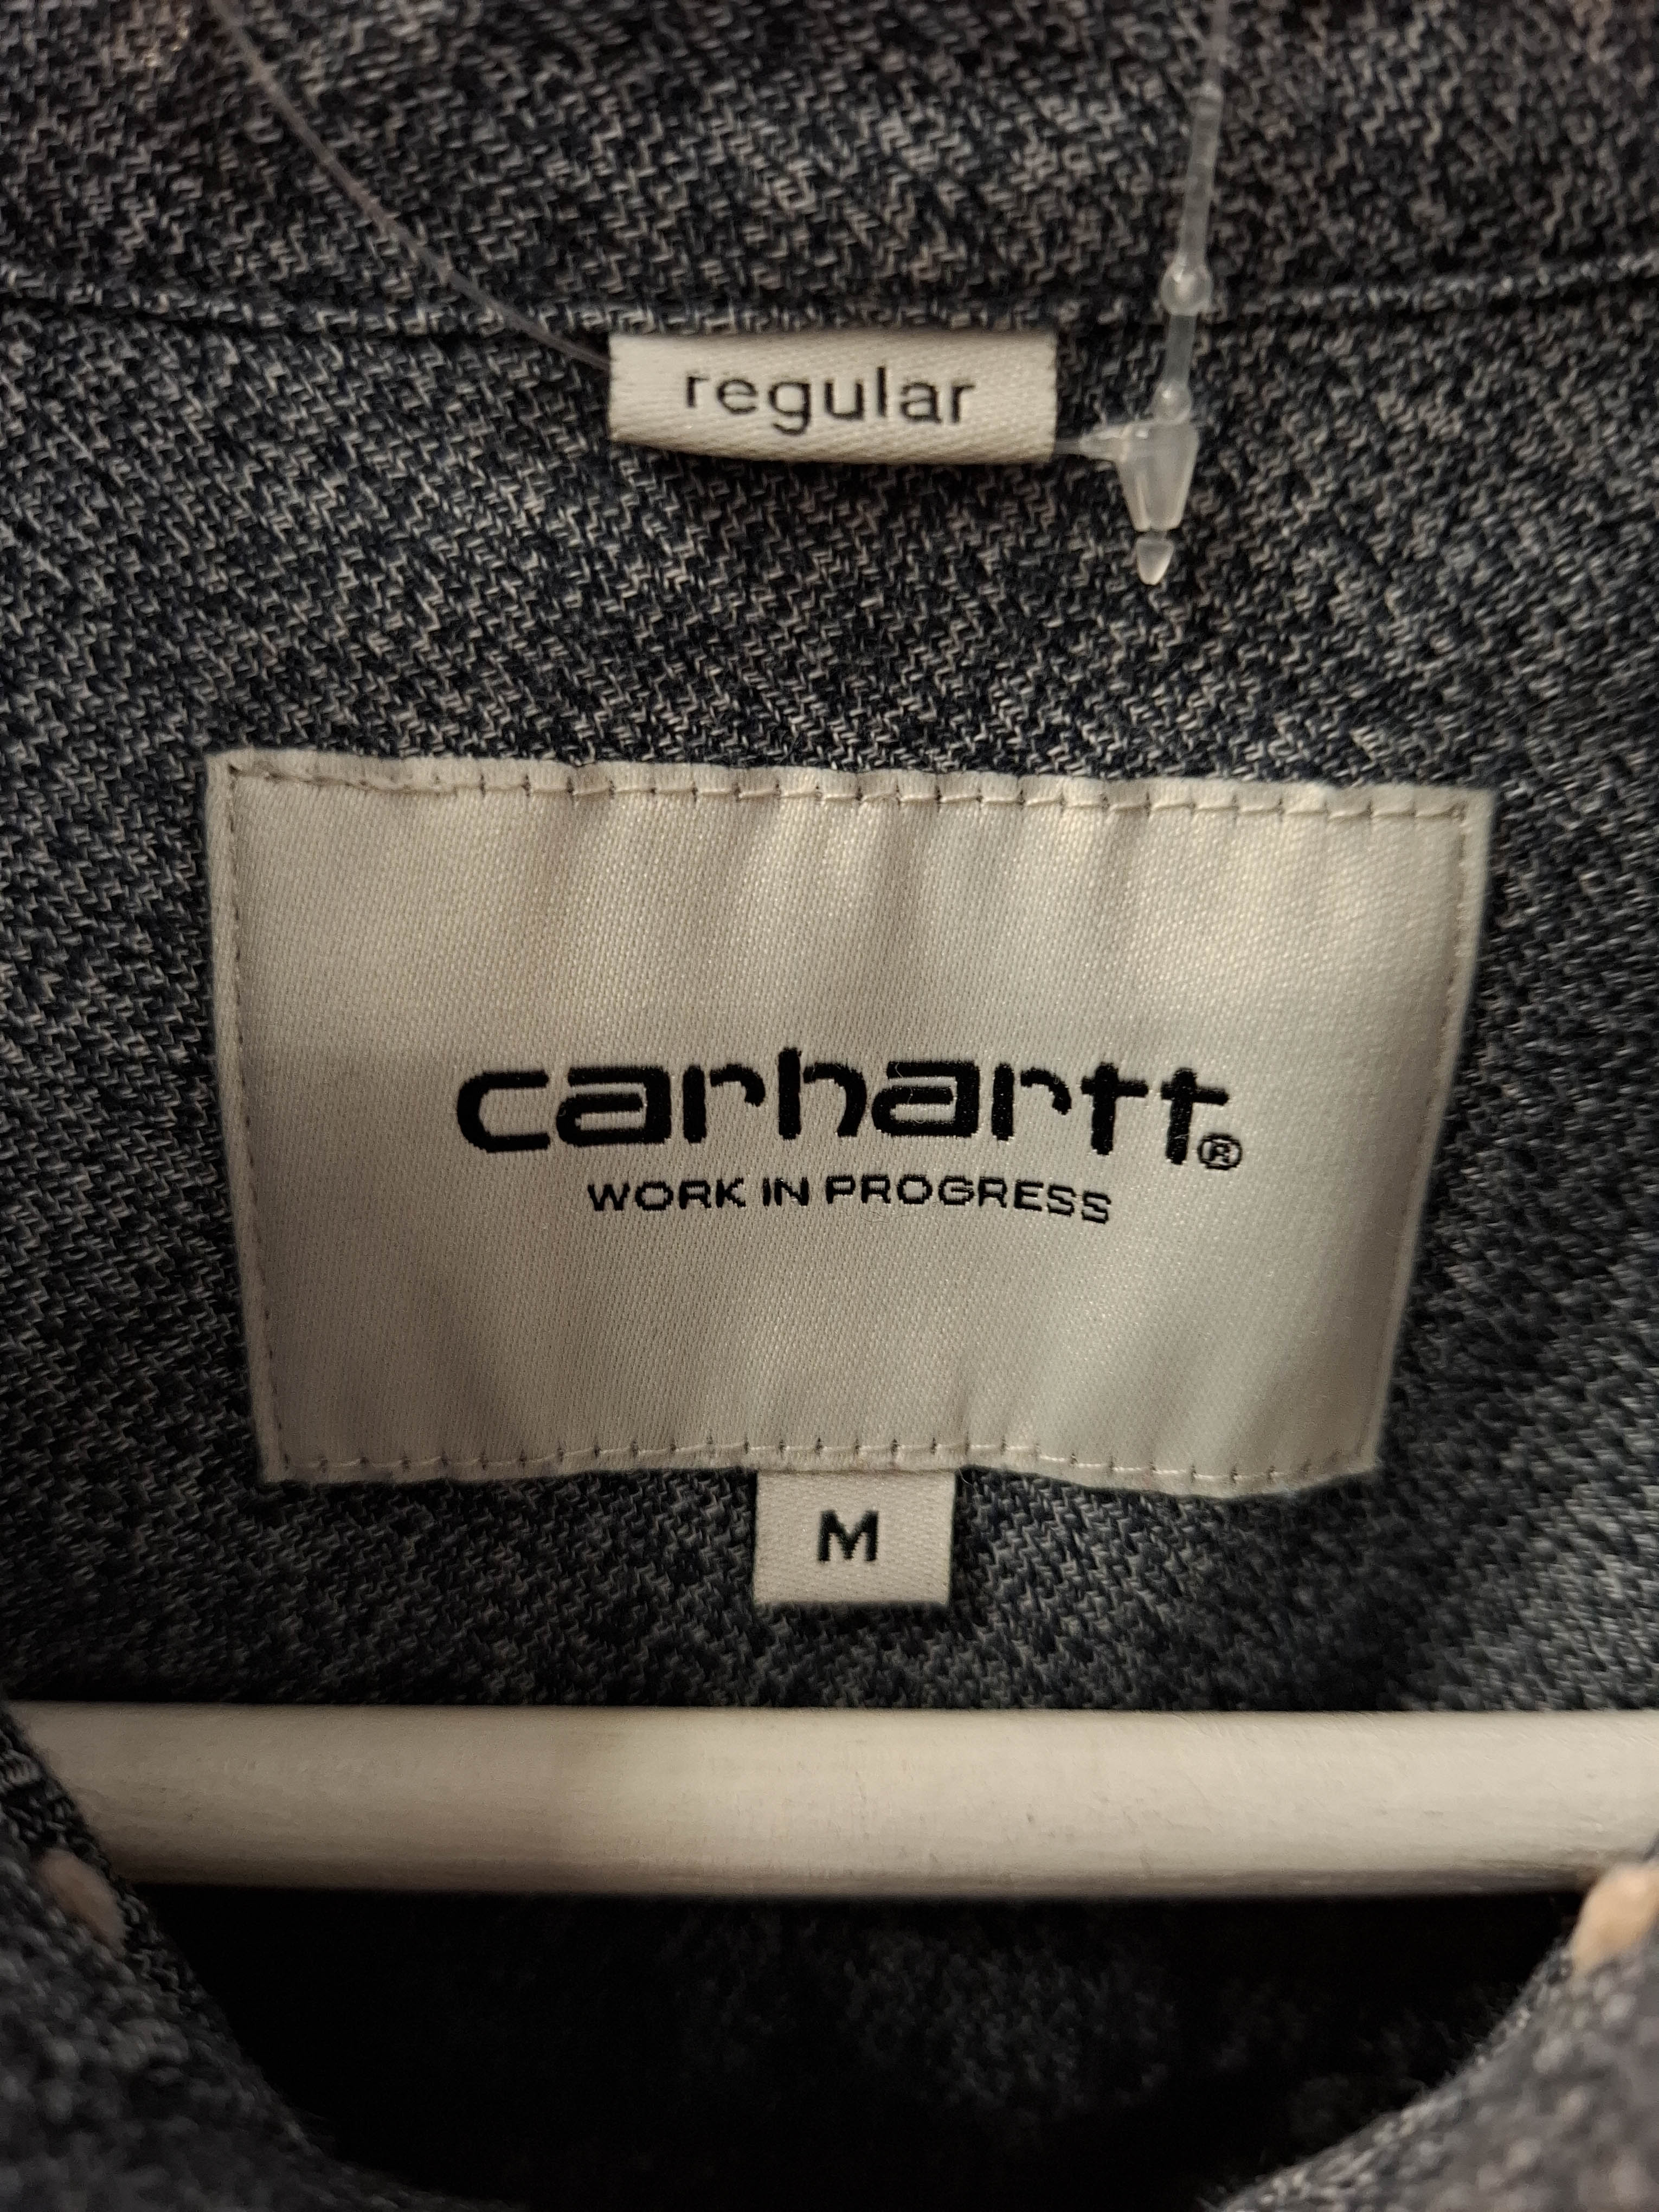 regular
carhartt®
WORK IN PROGRESS
M